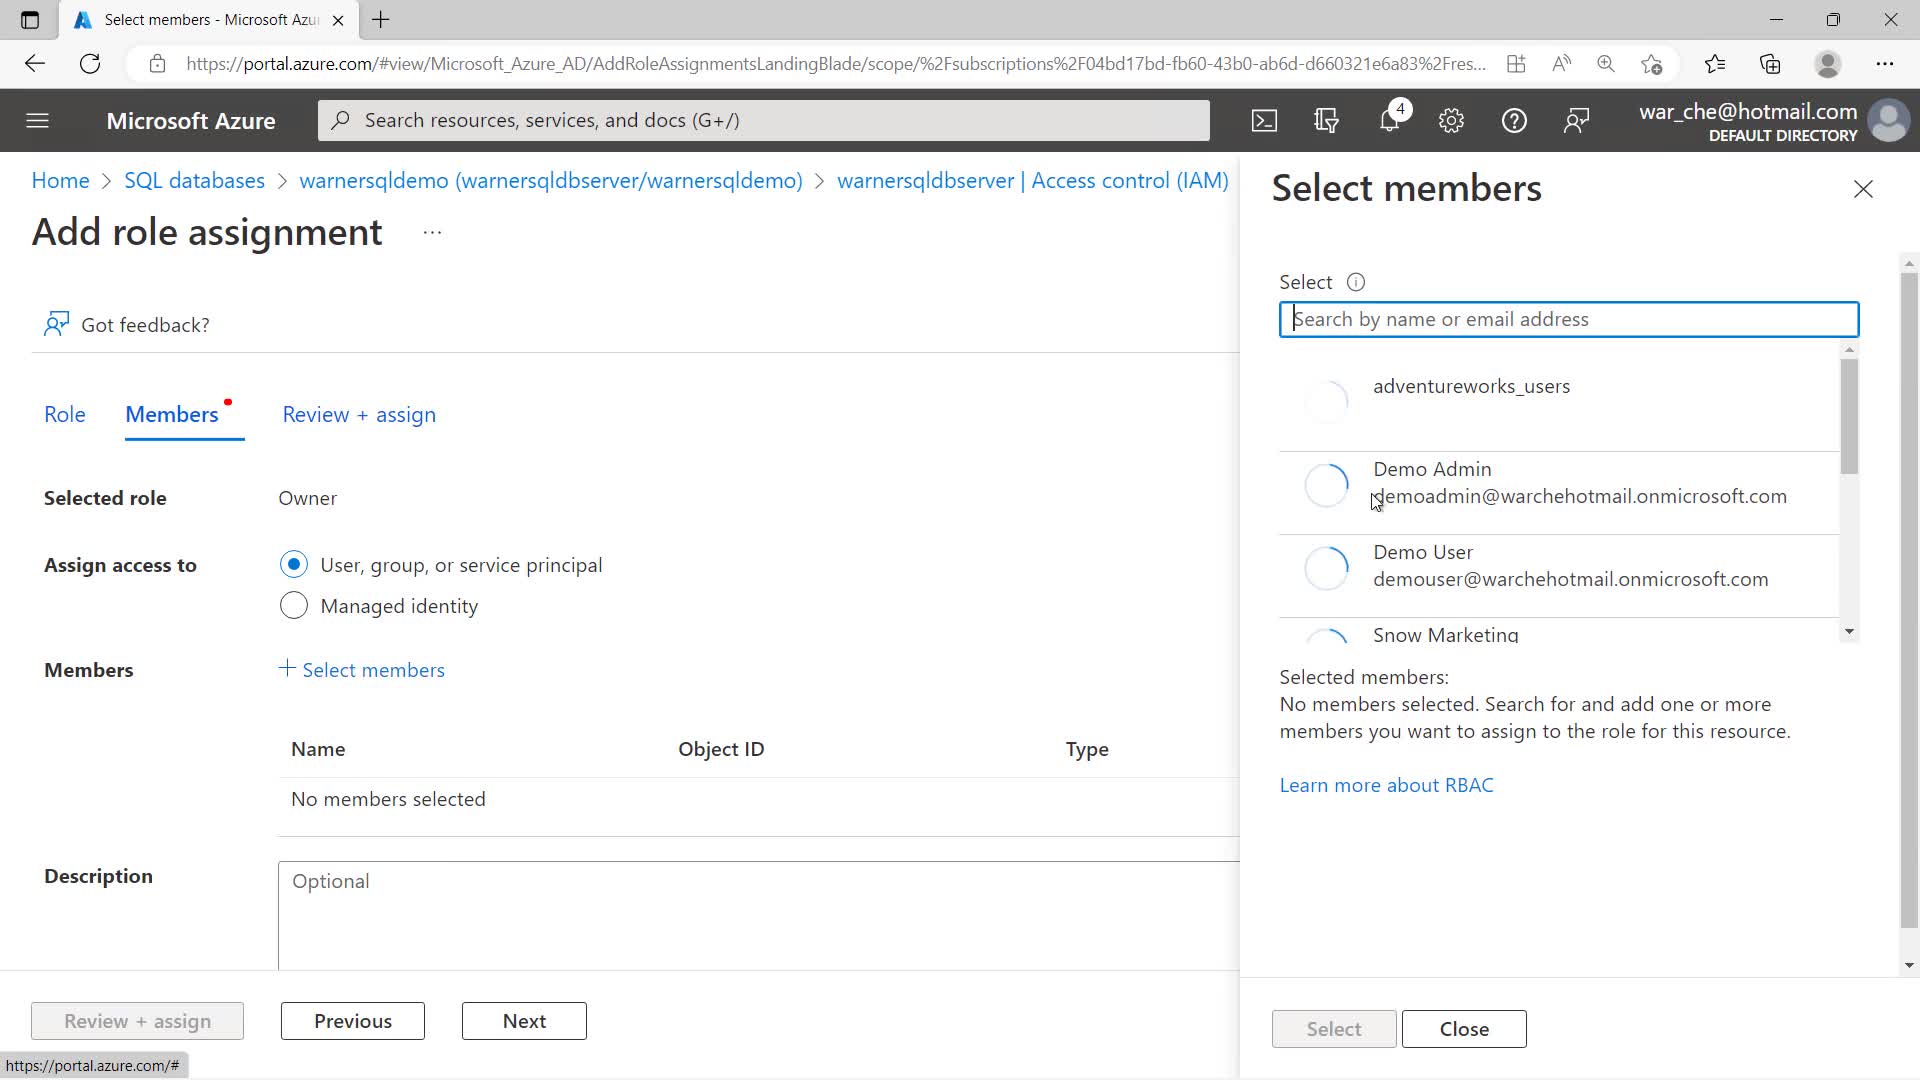 Select members - Microsoft Azu
https://portal.azure.com/#view/Microsoft_Azure_AD/AddRoleAssignmentsLandingBlade/scope/%2Fsubscriptions%2F04bd17bd-fb60-43b0-ab6d-d660321e6a83%2Fres...
Microsoft Azure
Search resources, services, and docs (G+/)
4
war_che@hotmail.com
DEFAULT DIRECTORY
Home > SQL databases > warnersqldemo (warnersqldbserver/warnersqldemo) > warnersqldbserver | Access control (IAM)
Add role assignment ...
Got feedback?
Role Members Review + assign
Selected role Owner
Assign access to User, group, or service principal
Managed identity
Members + Select members
Name Object ID Type
No members selected
Description Optional
Review + assign Previous Next
https://portal.azure.com/#
Select members
Select
Search by name or email address
adventureworks_users
Demo Admin
demoadmin@warchehotmail.onmicrosoft.com
Demo User
demouser@warchehotmail.onmicrosoft.com
Snow Marketing
Selected members:
No members selected. Search for and add one or more
members you want to assign to the role for this resource.
Learn more about RBAC
Select Close